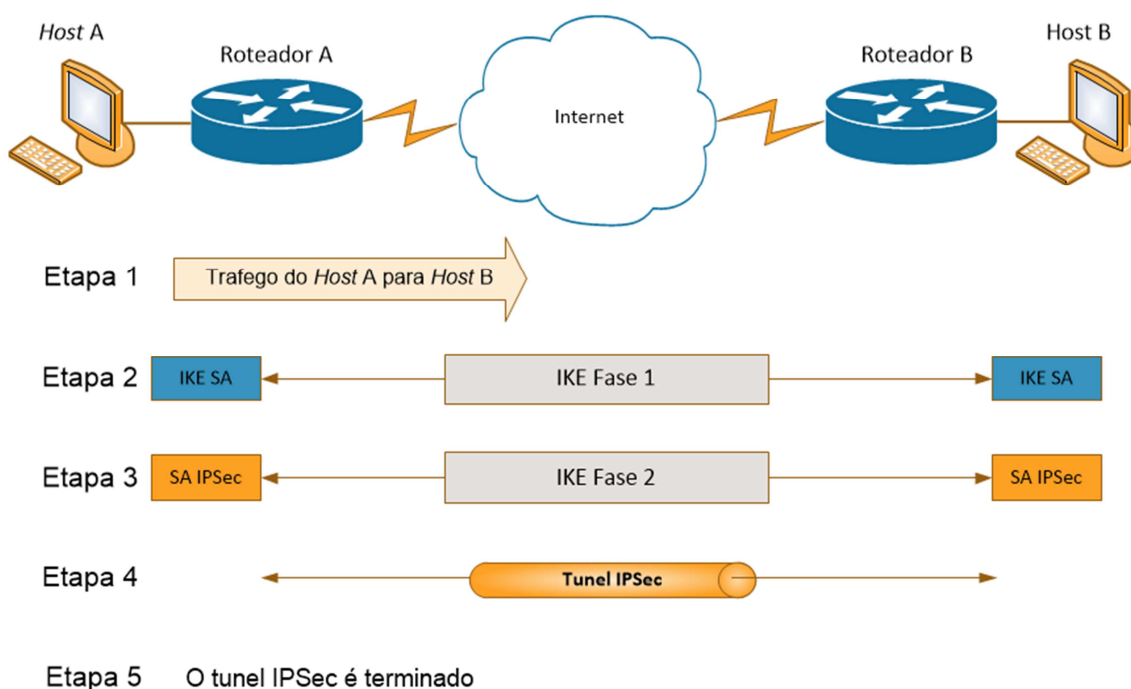 Host A
Roteador A
Internet
Roteador B
Host B
Etapa 1
Trafego do Host A para Host B
Etapa 2
IKE SA
IKE Fase 1
IKE SA
Etapa 3
SA IPSec
IKE Fase 2
SA IPSec
Etapa 4
Tunel IPSec
Etapa 5
O tunel IPSec é terminado